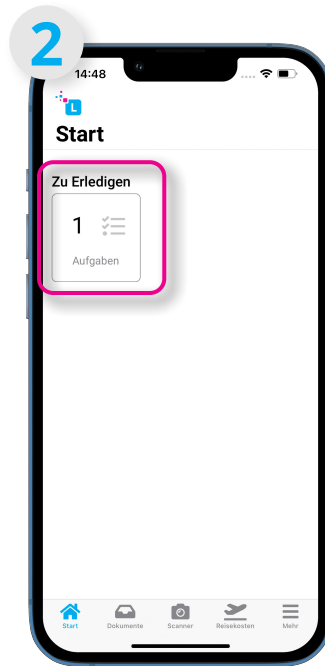 2
14:48
L
Start
Zu Erledigen
1
Aufgaben
Start Dokumente Scanner Reisekosten Mehr